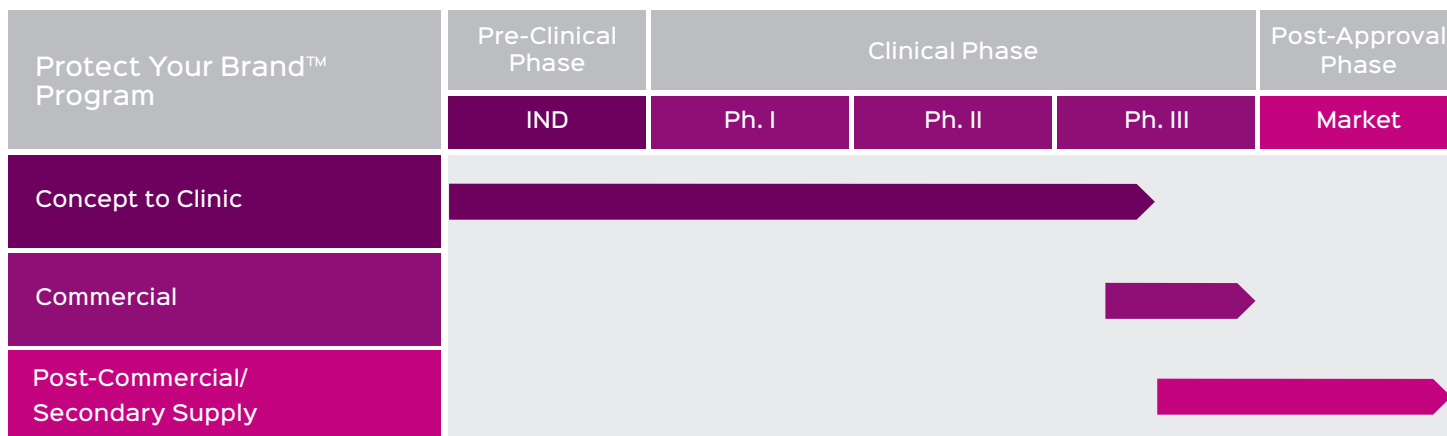 Protect Your Brand™
Program
Pre-Clinical
Phase
Clinical Phase
Post-Approval
Phase
IND
Ph. I
Ph. II
Ph. III
Market
Concept to Clinic
Commercial
Post-Commercial/
Secondary Supply